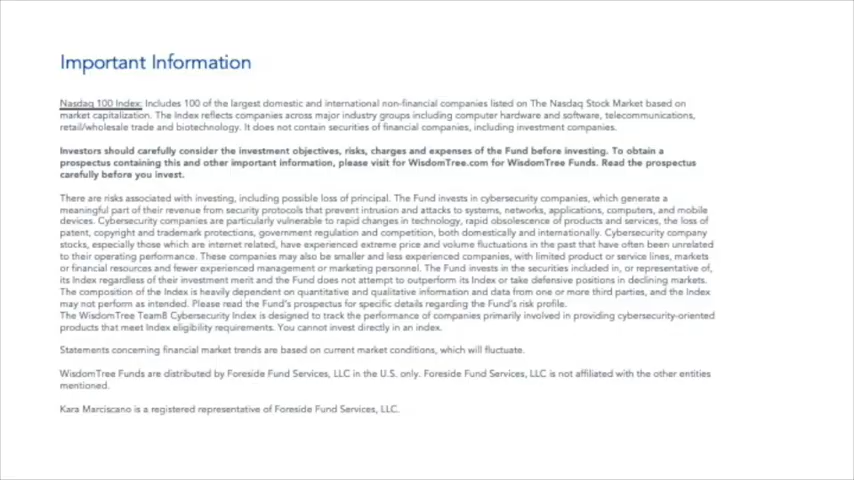 Important Information
Nasdaq 100 Index: Includes 100 of the largest domestic and international non-financial companies listed on The Nasdaq Stock Market based on
market capitalization. The Index reflects companies across major industry groups including computer hardware and software, telecommunications,
retail/wholesale trade and biotechnology. It does not contain securities of financial companies, including investment companies.
Investors should carefully consider the investment objectives, risks, charges and expenses of the Fund before investing. To obtain a
prospectus containing this and other important information, please visit for WisdomTree.com for WisdomTree Funds. Read the prospectus
carefully before you invest.
There are risks associated with investing, including possible loss of principal. The Fund invests in cybersecurity companies, which generate a
meaningful part of their revenue from security protocols that prevent intrusion and attacks to systems, networks, applications, computers, and mobile
devices. Cybersecurity companies are particularly vulnerable to rapid changes in technology, rapid obsolescence of products and services, the loss of
patent, copyright and trademark protections, government regulation and competition, both domestically and internationally. Cybersecurity company
stocks, especially those which are internet related, have experienced extreme price and volume fluctuations in the past that have often been unrelated
to their operating performance. These companies may also be smaller and less experienced companies, with limited product or service lines, markets
or financial resources and fewer experienced management or marketing personnel. The Fund invests in the securities included in, or representative of,
its Index regardless of their investment merit and the Fund does not attempt to outperform its Index or take defensive positions in declining markets.
The composition of the Index is heavily dependent on quantitative and qualitative information and data from one or more third parties, and the Index
may not perform as intended. Please read the Fund's prospectus for specific details regarding the Fund's risk profile.
The WisdomTree Team8 Cybersecurity Index is designed to track the performance of companies primarily involved in providing cybersecurity-oriented
products that meet Index eligibility requirements. You cannot invest directly in an index.
Statements concerning financial market trends are based on current market conditions, which will fluctuate.
WisdomTree Funds are distributed by Foreside Fund Services, LLC in the U.S. only. Foreside Fund Services, LLC is not affiliated with the other entities
mentioned.
Kara Marciscano is a registered representative of Foreside Fund Services, LLC.